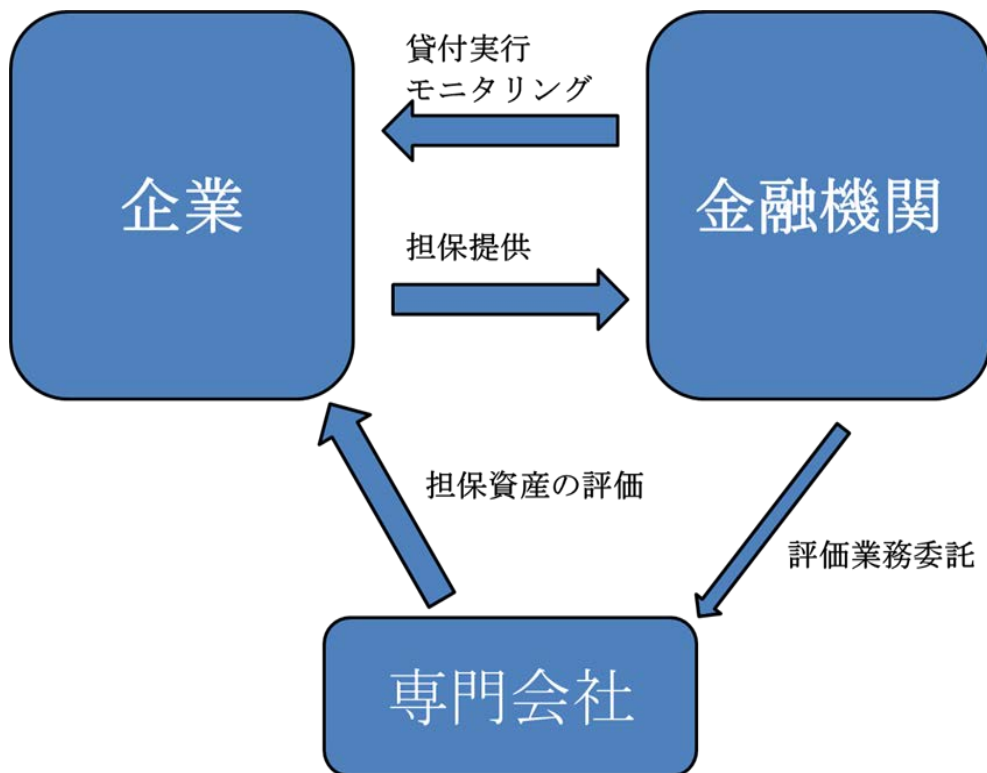 貸付実行
モニタリング
企業
金融機関
担保提供
担保資産の評価
評価業務委託
専門会社